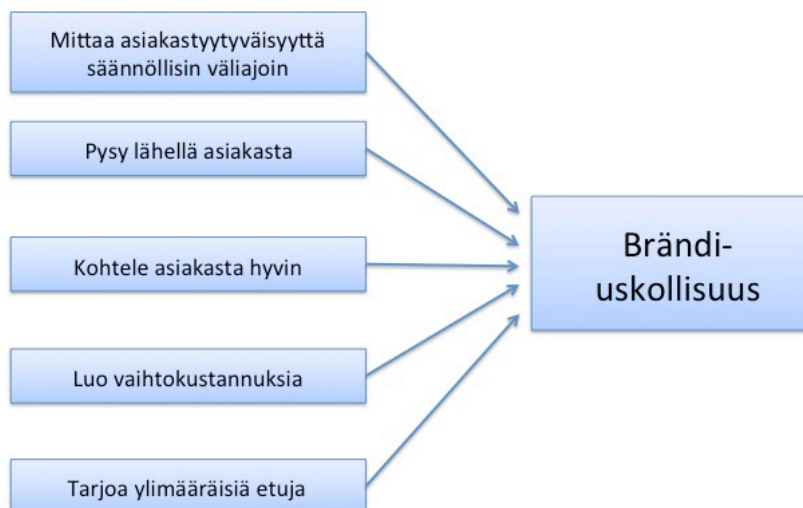 Mittaa asiakastyytyväisyyttä
säännöllisin väliajoin
Pysy lähellä asiakasta
Kohtele asiakasta hyvin
Luo vaihtokustannuksia
Tarjoa ylimääräisiä etuja
Brändi-
uskollisuus